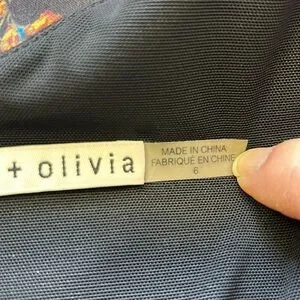 + olivia
MADE IN CHINA
FABRIQUÉ EN CHINE
6